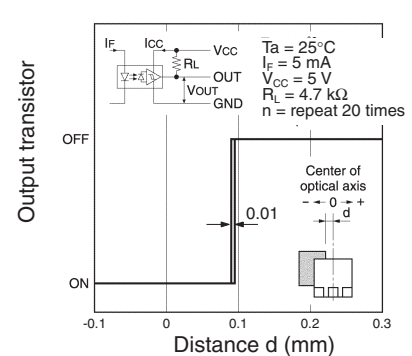 IF ICC VCC
RL
OUT
VOUT
GND
Ta = 25°C
IF = 5 mA
VCC = 5 V
RL = 4.7 kΩ
n = repeat 20 times
Output transistor
OFF
ON
Center of
optical axis
- 0 +
d
0.01
-0.1 0 0.1 0.2 0.3
Distance d (mm)